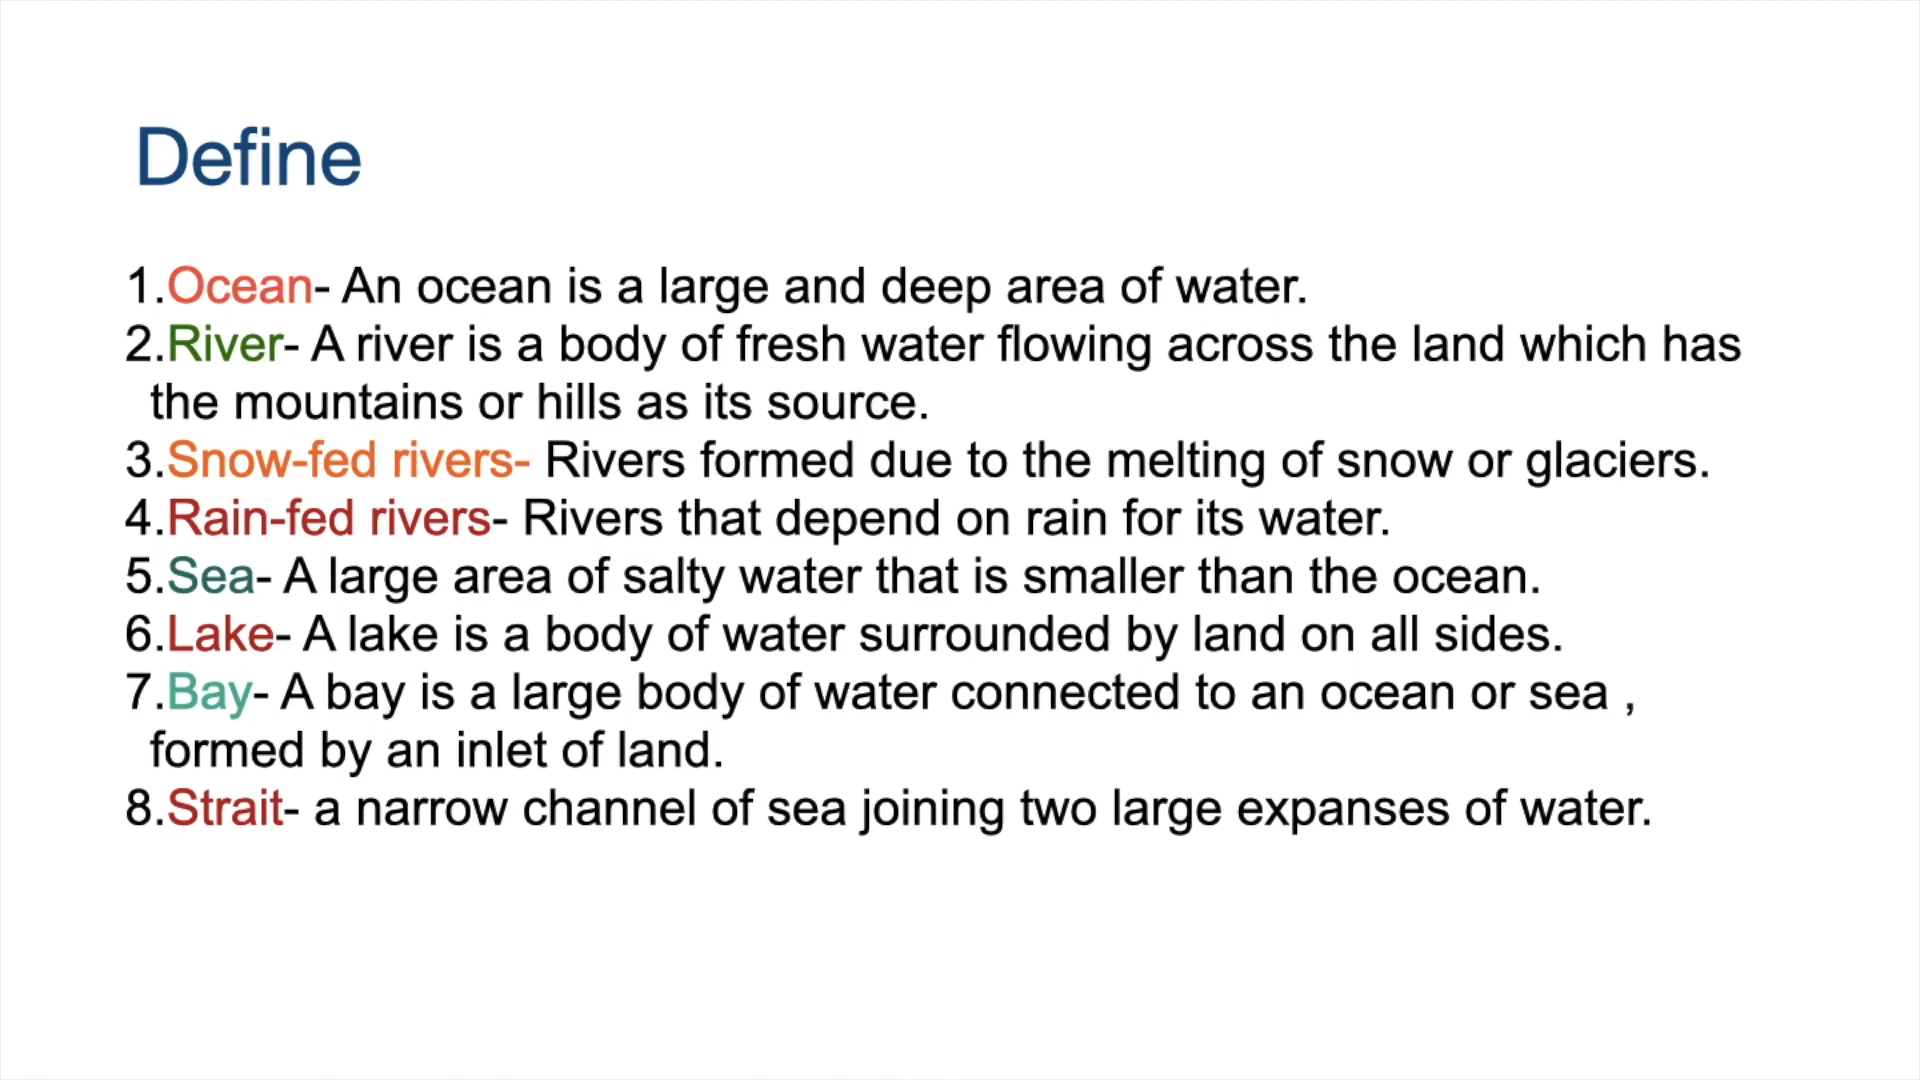 Define
1.Ocean- An ocean is a large and deep area of water.
2.River- A river is a body of fresh water flowing across the land which has
the mountains or hills as its source.
3.Snow-fed rivers- Rivers formed due to the melting of snow or glaciers.
4.Rain-fed rivers- Rivers that depend on rain for its water.
5.Sea- A large area of salty water that is smaller than the ocean.
6.Lake- A lake is a body of water surrounded by land on all sides.
7.Bay- A bay is a large body of water connected to an ocean or sea ,
formed by an inlet of land.
8.Strait- a narrow channel of sea joining two large expanses of water.